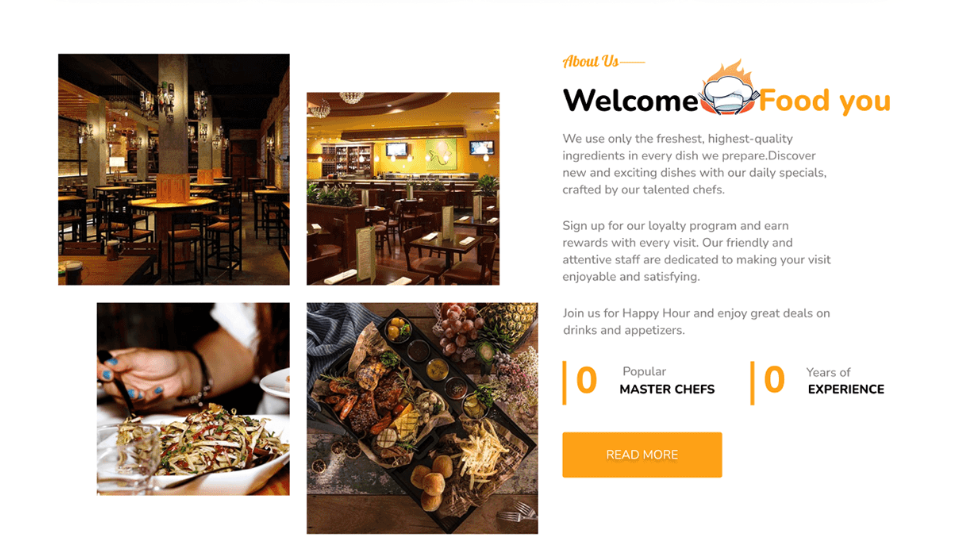 About Us
Welcome Food you
We use only the freshest, highest-quality
ingredients in every dish we prepare.Discover
new and exciting dishes with our daily specials,
crafted by our talented chefs.
Sign up for our loyalty program and earn
rewards with every visit. Our friendly and
attentive staff are dedicated to making your visit
enjoyable and satisfying.
Join us for Happy Hour and enjoy great deals on
drinks and appetizers.
0 Popular
MASTER CHEFS
0 Years of
EXPERIENCE
READ MORE